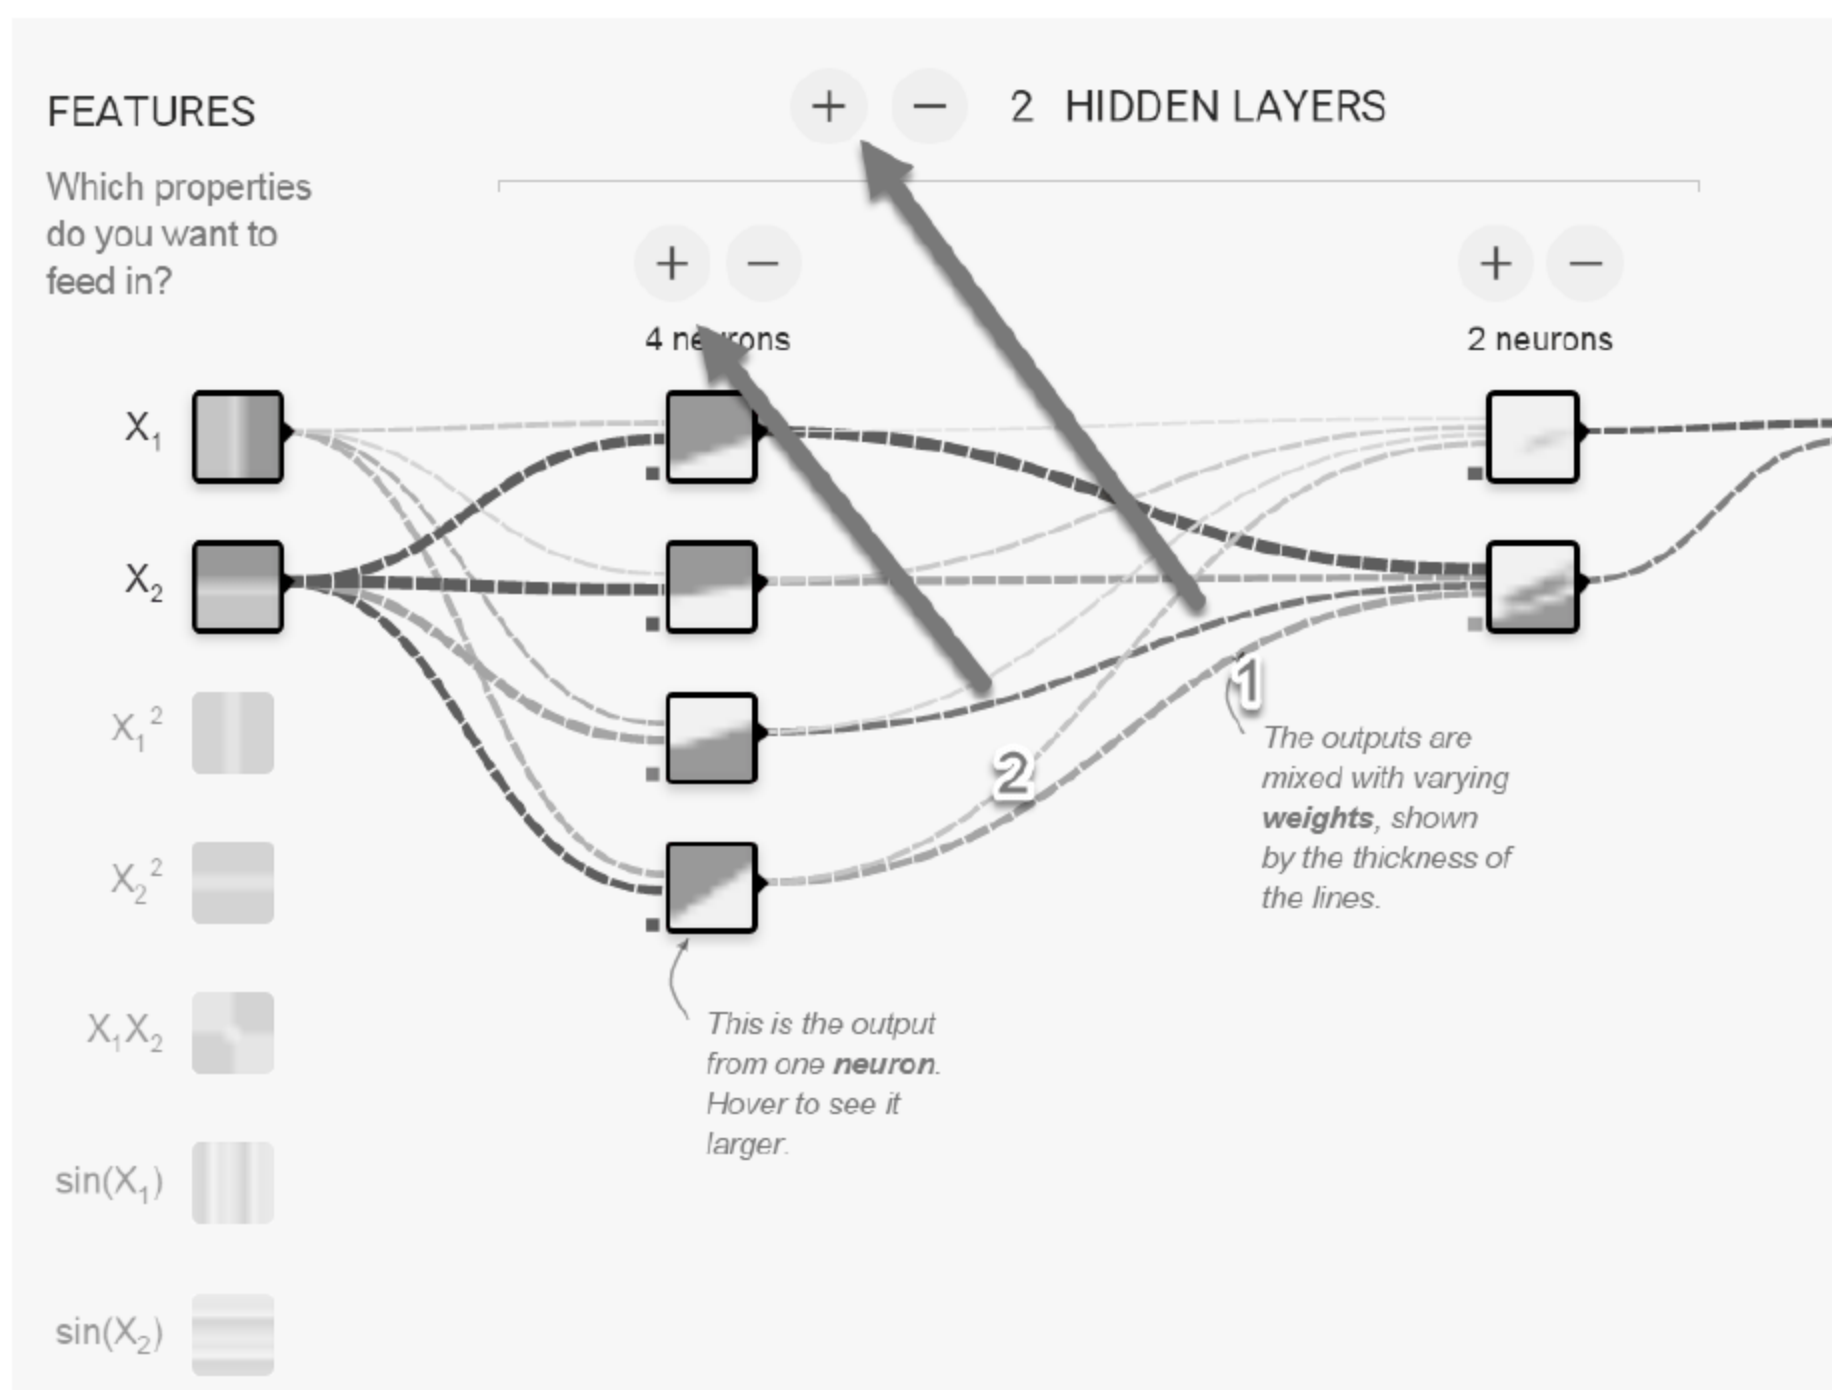 FEATURES
+ − 2 HIDDEN LAYERS
Which properties
do you want to
feed in?
+ −
4 neurons
+ −
2 neurons
X₁
X₂
X₁²
X₂²
X₁X₂
sin(X₁)
sin(X₂)
1
2
The outputs are
mixed with varying
weights, shown
by the thickness of
the lines.
This is the output
from one neuron.
Hover to see it
larger.